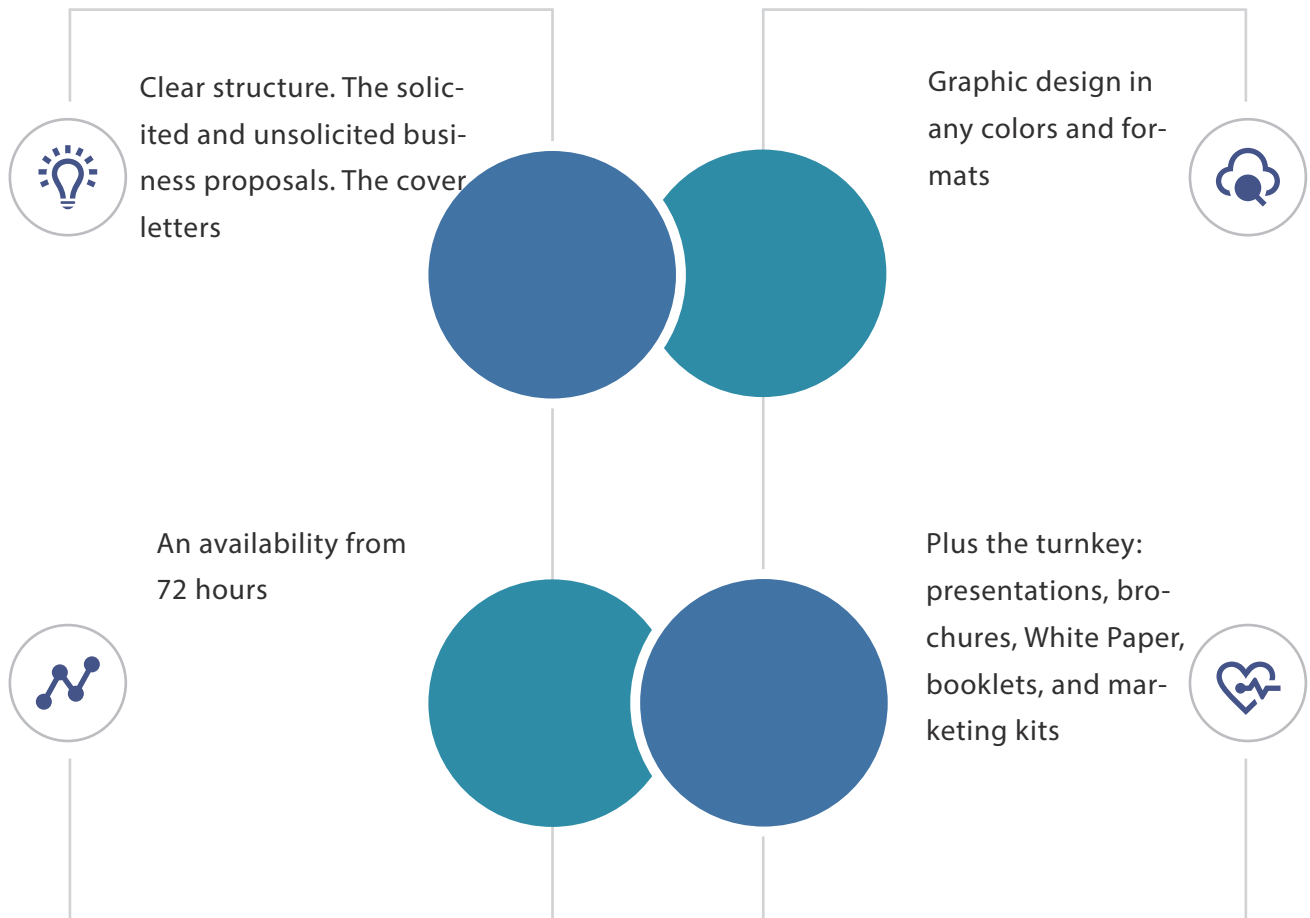 Clear structure. The solic-
ited and unsolicited busi-
ness proposals. The cover
letters
Graphic design in
any colors and for-
mats
An availability from
72 hours
Plus the turnkey:
presentations, bro-
chures, White Paper,
booklets, and mar-
keting kits